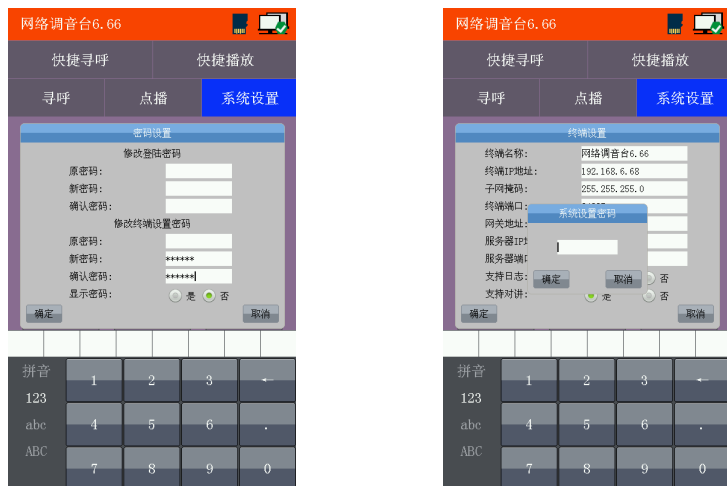 网络调音台6.66
快捷寻呼 快捷播放
寻呼 点播 系统设置
密码设置
修改登陆密码
原密码:
新密码:
确认密码:
修改终端设置密码
原密码:
新密码: ******
确认密码: ******
显示密码: 是 否
确定 取消
拼音
123
abc
ABC
1 2 3 ←
4 5 6 .
7 8 9 0
网络调音台6.66
快捷寻呼 快捷播放
寻呼 点播 系统设置
终端设置
终端名称: 网络调音台6.66
终端IP地址: 192.168.6.68
子网掩码: 255.255.255.0
终端端口:
系统设置密码
网关地址:
服务器IP
服务器端
支持日志: 否
确定 取消
支持对讲: 是 否
确定 取消
拼音
123
abc
ABC
1 2 3 ←
4 5 6 .
7 8 9 0